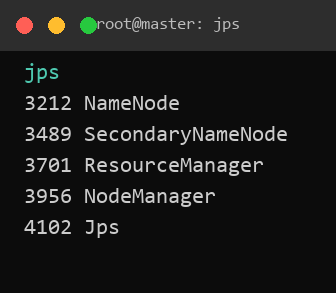 root@master: jps
jps
3212 NameNode
3489 SecondaryNameNode
3701 ResourceManager
3956 NodeManager
4102 Jps